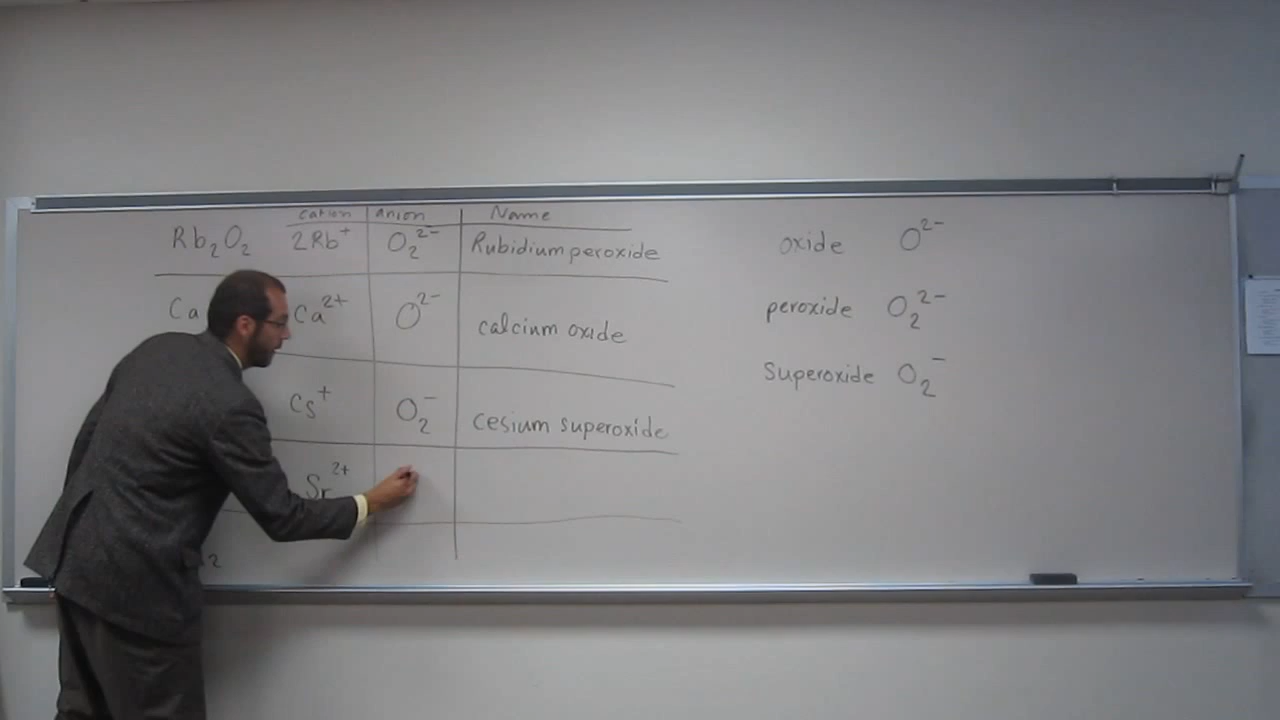 cation anion Name
Rb₂O₂ 2Rb⁺ O₂²⁻ Rubidium peroxide
Ca Ca²⁺ O²⁻ calcium oxide
Cs⁺ O₂⁻ cesium superoxide
Sr²⁺
2
oxide O²⁻
peroxide O₂²⁻
Superoxide O₂⁻